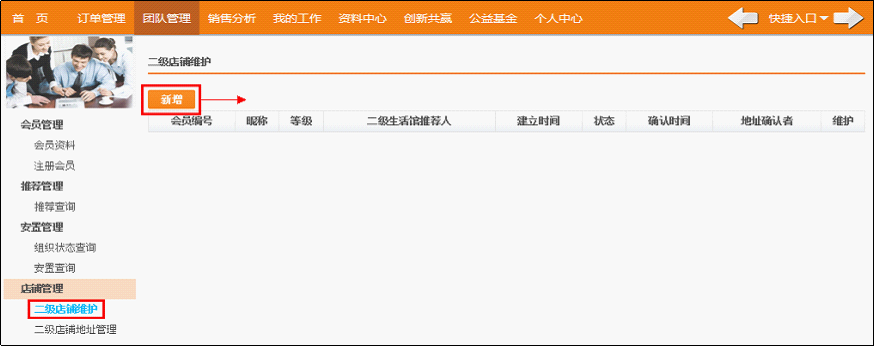 首 页 订单管理 团队管理 销售分析 我的工作 资料中心 创新共赢 公益基金 个人中心 快捷入口
二级店铺维护
新增
会员编号 昵称 等级 二级生活馆推荐人 建立时间 状态 确认时间 地址确认者 维护
会员管理
会员资料
注册会员
推荐管理
推荐查询
安置管理
组织状态查询
安置查询
店铺管理
二级店铺维护
二级店铺地址管理